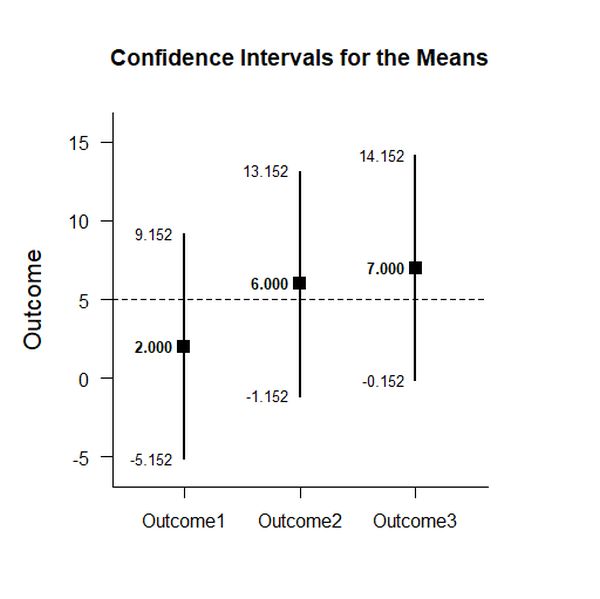 Confidence Intervals for the Means
Outcome
15
10
5
0
-5
9.152
2.000
-5.152
13.152
6.000
-1.152
14.152
7.000
-0.152
Outcome1
Outcome2
Outcome3